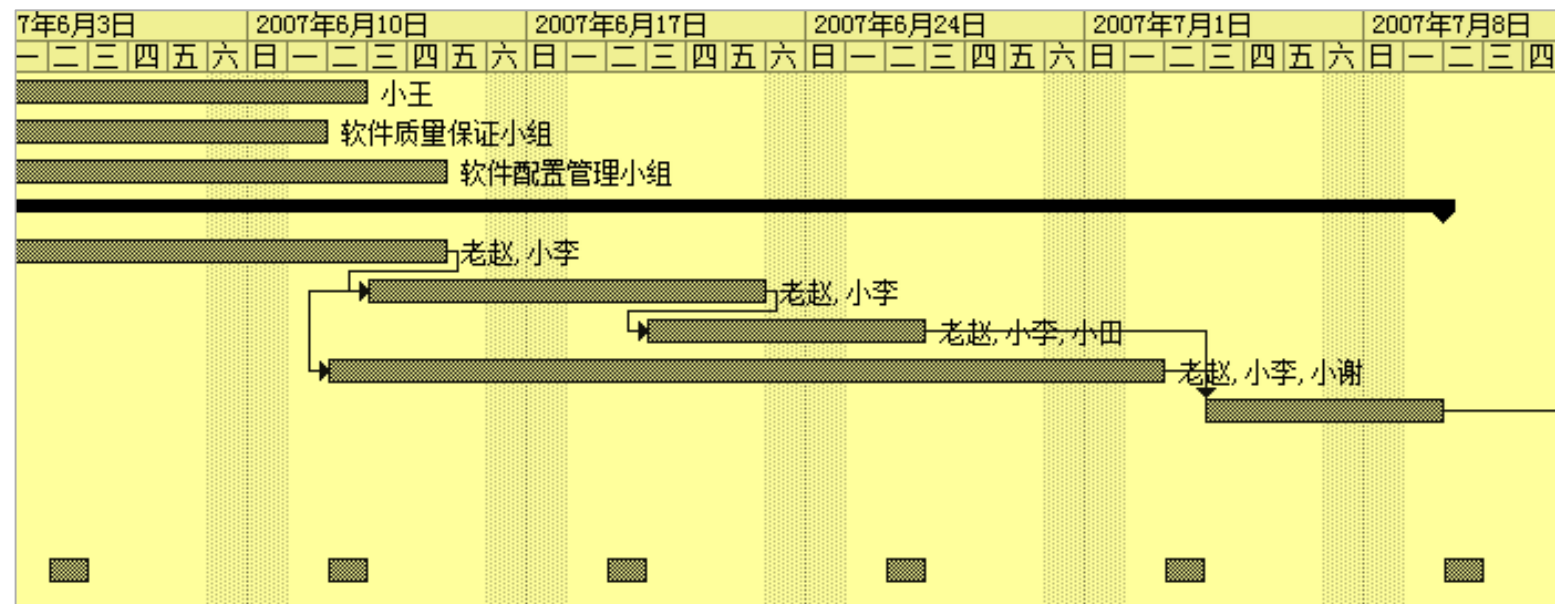 7年6月3日 2007年6月10日 2007年6月17日 2007年6月24日 2007年7月1日 2007年7月8日
一 二 三 四 五 六 日 一 二 三 四 五 六 日 一 二 三 四 五 六 日 一 二 三 四 五 六 日 一 二 三 四 五 六 日 一 二 三 四
小王
软件质量保证小组
软件配置管理小组
老赵, 小李
老赵, 小李
老赵, 小李, 小田
老赵, 小李, 小谢